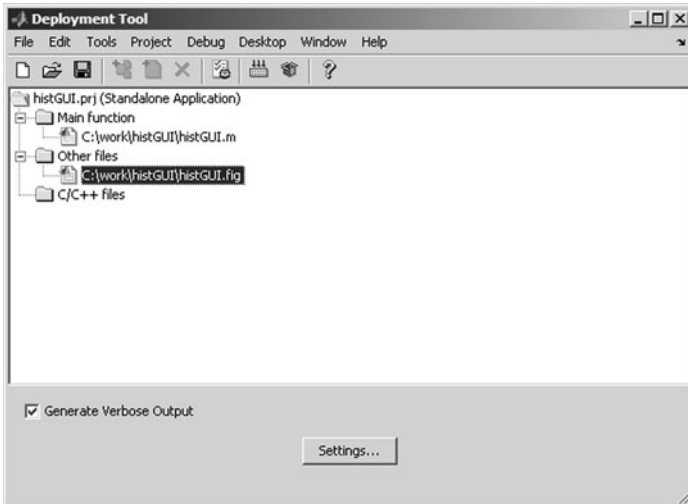 Deployment Tool
File Edit Tools Project Debug Desktop Window Help
histGUI.prj (Standalone Application)
Main function
C:\work\histGUI\histGUI.m
Other files
C:\work\histGUI\histGUI.fig
C/C++ files
Generate Verbose Output
Settings...